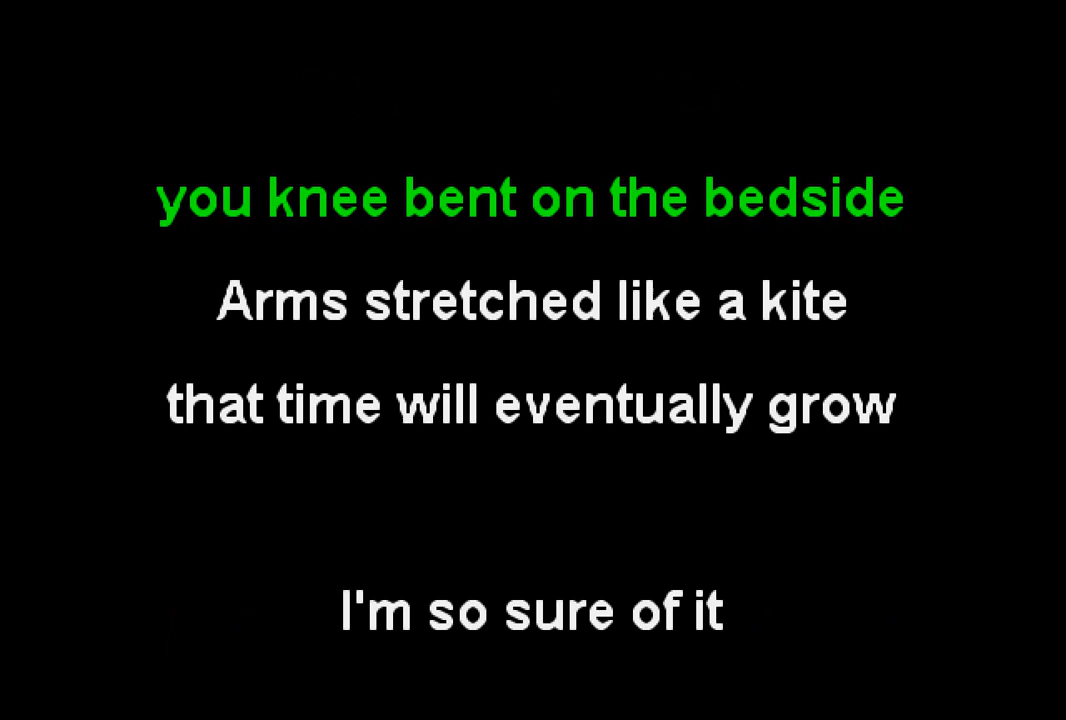 you knee bent on the bedside
Arms stretched like a kite
that time will eventually grow
I'm so sure of it